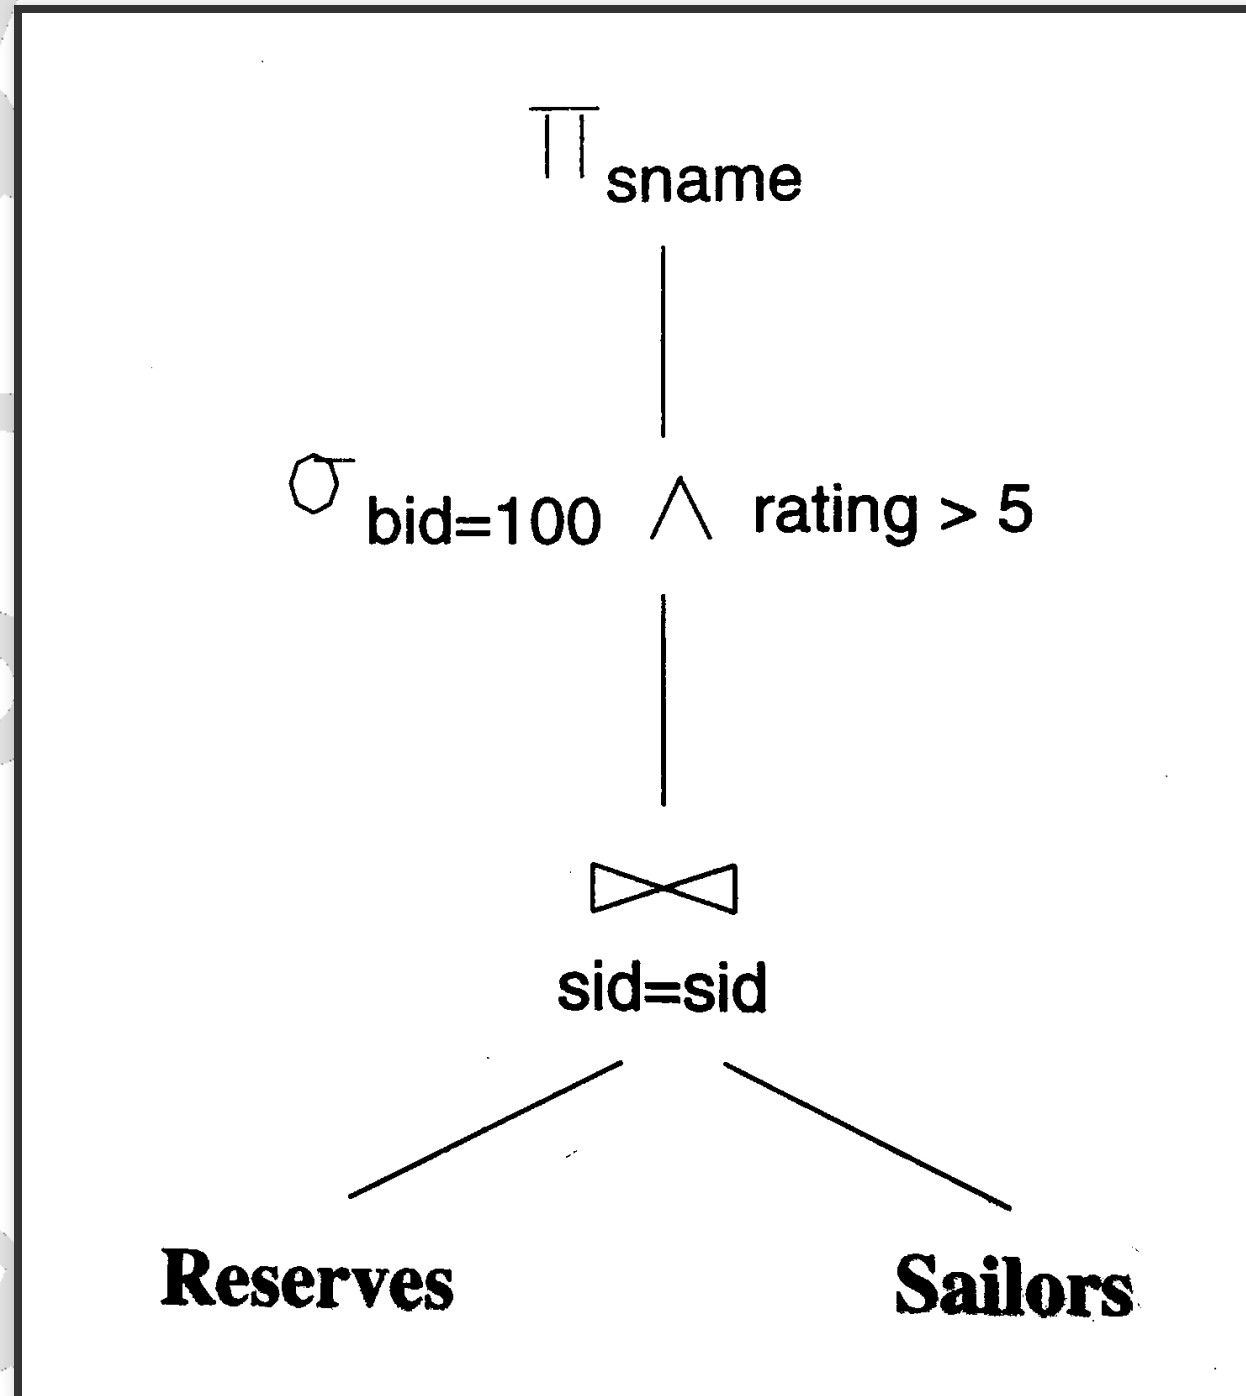 ∏ sname
σ bid=100 ∧ rating > 5
⋈
sid=sid
Reserves Sailors